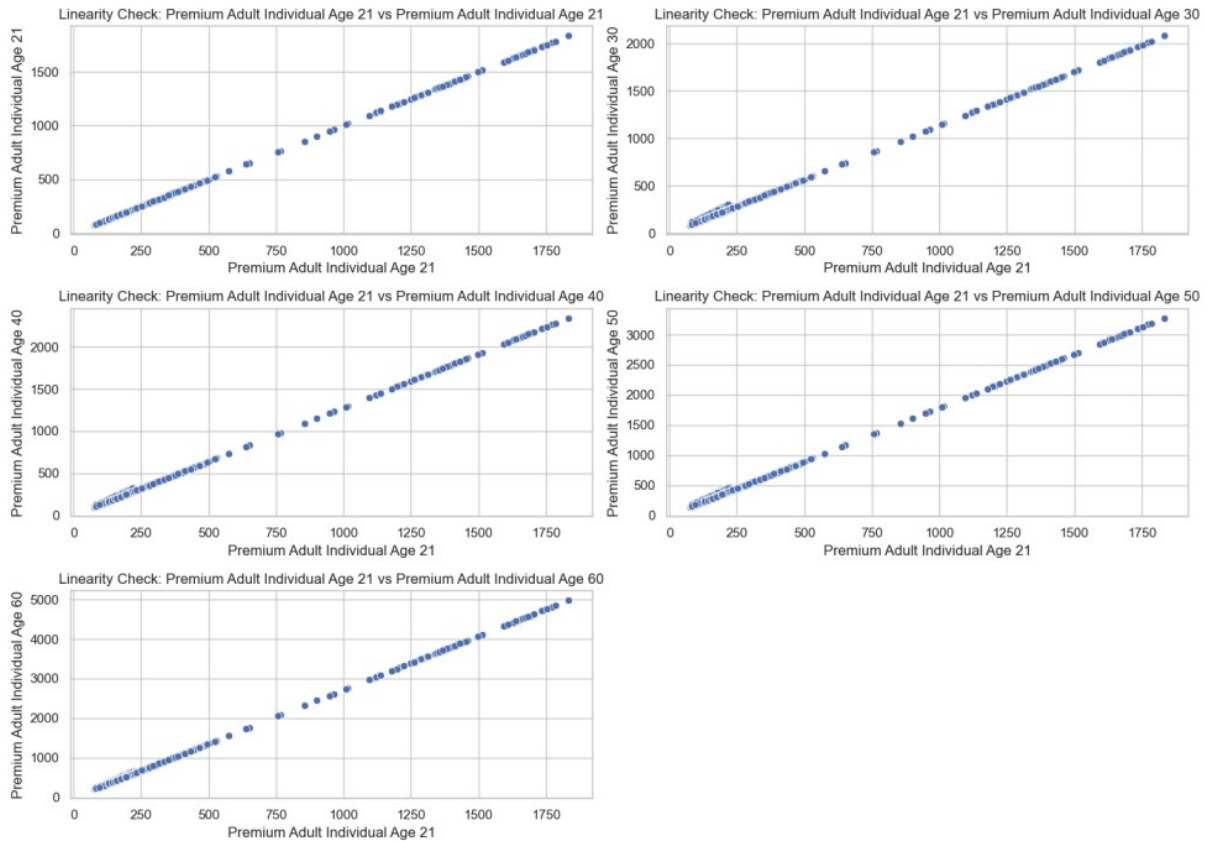 Linearity Check: Premium Adult Individual Age 21 vs Premium Adult Individual Age 21
Premium Adult Individual Age 21
1500
1000
500
0
0 250 500 750 1000 1250 1500 1750
Premium Adult Individual Age 21
Linearity Check: Premium Adult Individual Age 21 vs Premium Adult Individual Age 30
Premium Adult Individual Age 30
2000
1500
1000
500
0
0 250 500 750 1000 1250 1500 1750
Premium Adult Individual Age 21
Linearity Check: Premium Adult Individual Age 21 vs Premium Adult Individual Age 40
Premium Adult Individual Age 40
2000
1500
1000
500
0
0 250 500 750 1000 1250 1500 1750
Premium Adult Individual Age 21
Linearity Check: Premium Adult Individual Age 21 vs Premium Adult Individual Age 50
Premium Adult Individual Age 50
3000
2500
2000
1500
1000
500
0
0 250 500 750 1000 1250 1500 1750
Premium Adult Individual Age 21
Linearity Check: Premium Adult Individual Age 21 vs Premium Adult Individual Age 60
Premium Adult Individual Age 60
5000
4000
3000
2000
1000
0
0 250 500 750 1000 1250 1500 1750
Premium Adult Individual Age 21